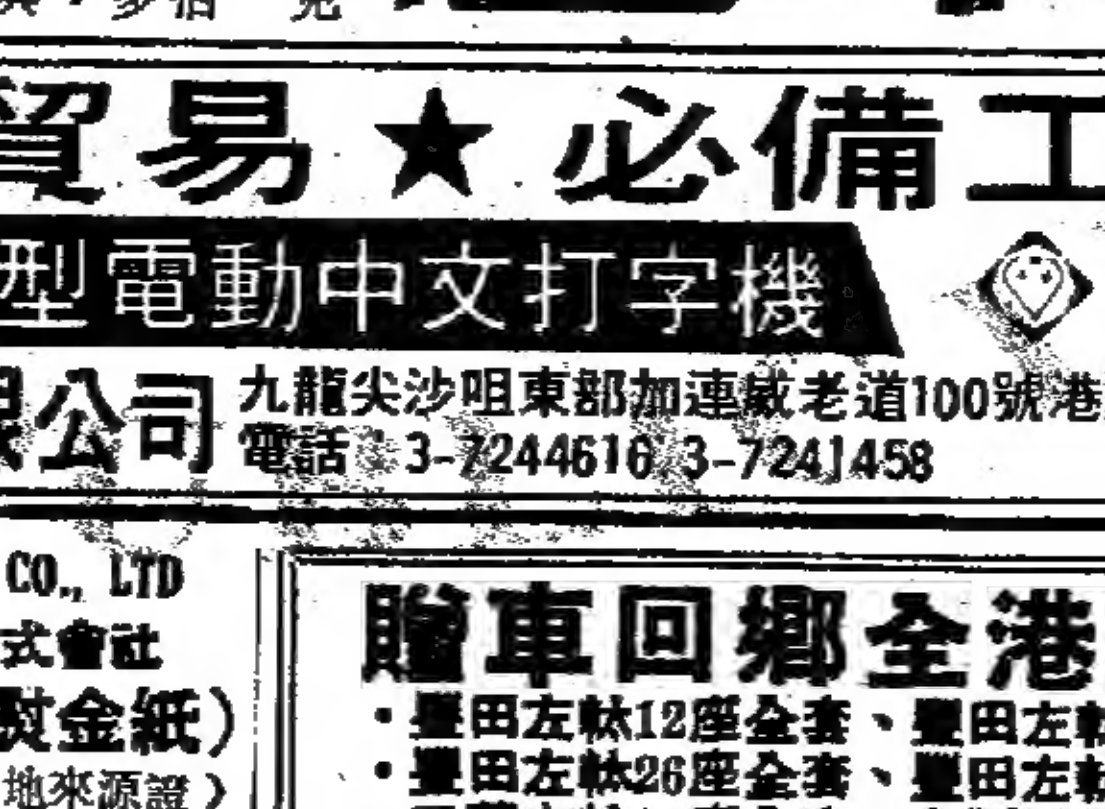 貿易★必備工
型電動中文打字機
限公司
九龍尖沙咀東部加連威老道100號港
電話：3-7244616 3-7241458
CO., LTD
式會社
熨金紙）
地來源證）
贈車回鄉全港
・豐田左軚12座全套、豐田左軚
・豐田左軚26座全套、豐田左軚